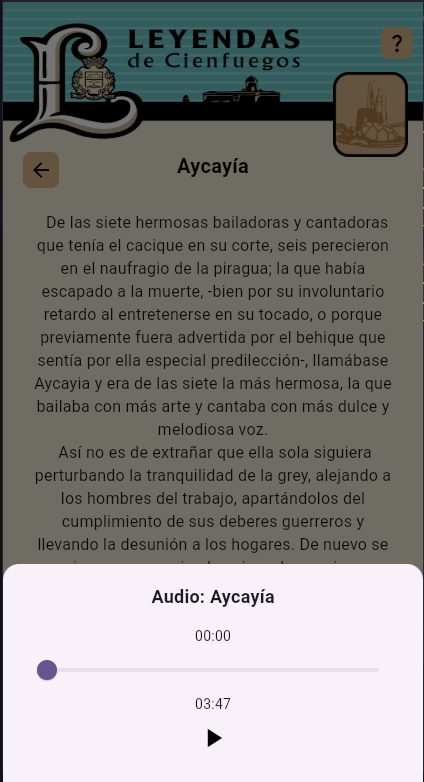 LEYENDAS
de Cienfuegos
?
Aycayía
De las siete hermosas bailadoras y cantadoras
que tenía el cacique en su corte, seis perecieron
en el naufragio de la piragua; la que había
escapado a la muerte, -bien por su involuntario
retardo al entretenerse en su tocado, o porque
previamente fuera advertida por el behique que
sentía por ella especial predilección-, llamábase
Aycayia y era de las siete la más hermosa, la que
bailaba con más arte y cantaba con más dulce y
melodiosa voz.
Así no es de extrañar que ella sola siguiera
perturbando la tranquilidad de la grey, alejando a
los hombres del trabajo, apartándolos del
cumplimiento de sus deberes guerreros y
llevando la desunión a los hogares. De nuevo se
Audio: Aycayía
00:00
03:47